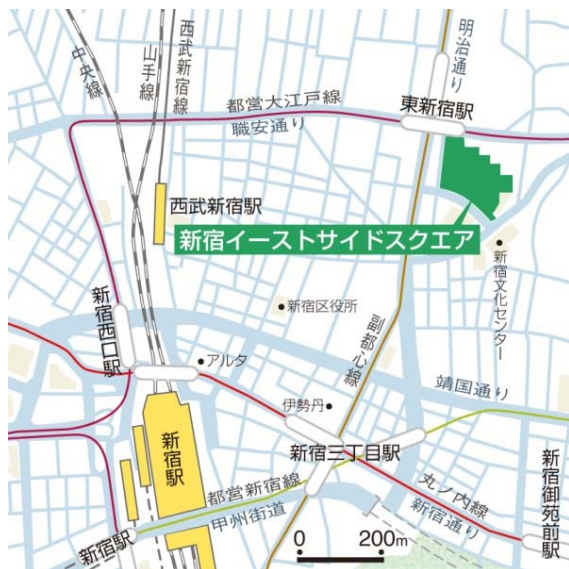 中央線
山手線
西武新宿線
明治通り
都営大江戸線
職安通り
東新宿駅
西武新宿駅
新宿イーストサイドスクエア
新宿文化センター
新宿区役所
新宿西口駅
アルタ
副都心線
靖国通り
伊勢丹
新宿三丁目駅
新宿駅
都営新宿線
甲州街道
丸ノ内線
新宿通り
新宿御苑前駅
新宿駅
0 200m